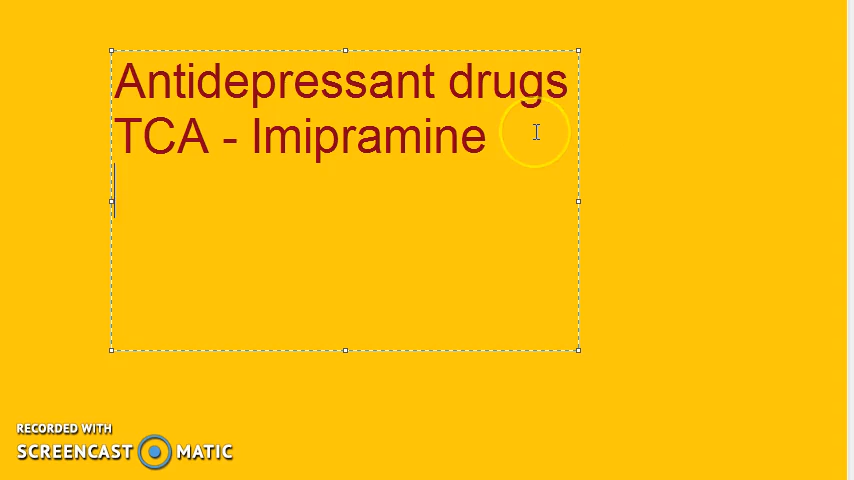 Antidepressant drugs
TCA - Imipramine
RECORDED WITH
SCREENCAST MATIC